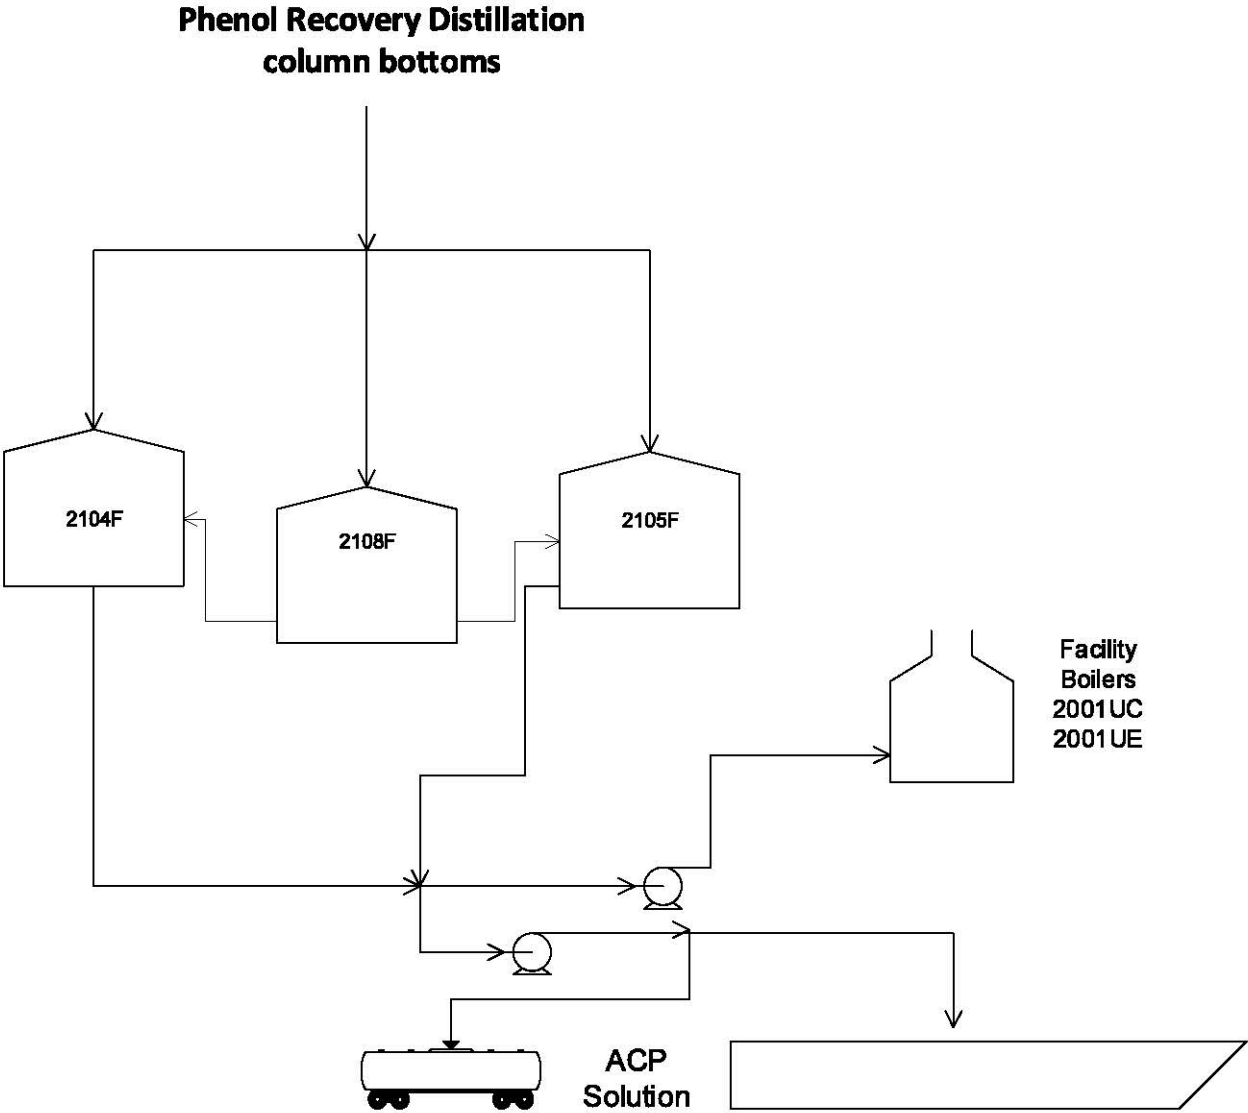 Phenol Recovery Distillation
column bottoms
2104F
2108F
2105F
Facility
Boilers
2001UC
2001UE
ACP
Solution